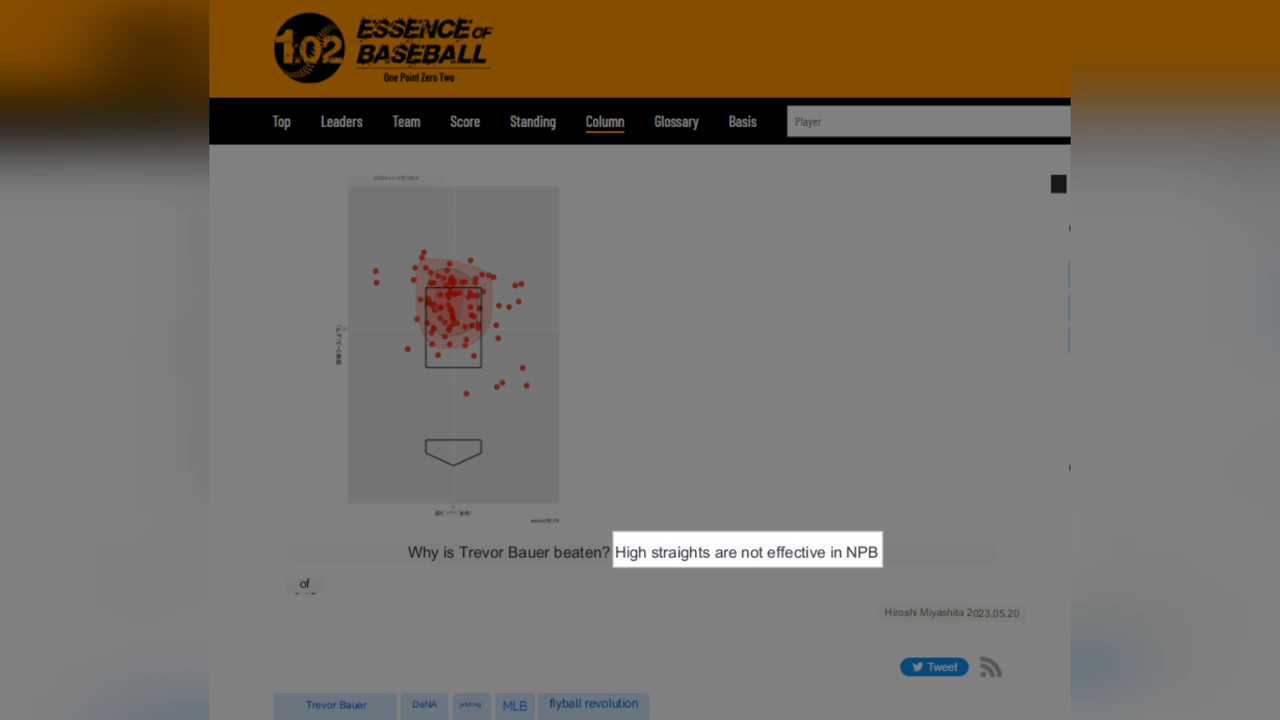 1.02
ESSENCE OF
BASEBALL
One Point Zero Two
Top Leaders Team Score Standing Column Glossary Basis Player
Why is Trevor Bauer beaten? High straights are not effective in NPB
of
Hiroshi Miyashita 2023.05.20
Tweet
Trevor Bauer DeNA pitching MLB flyball revolution